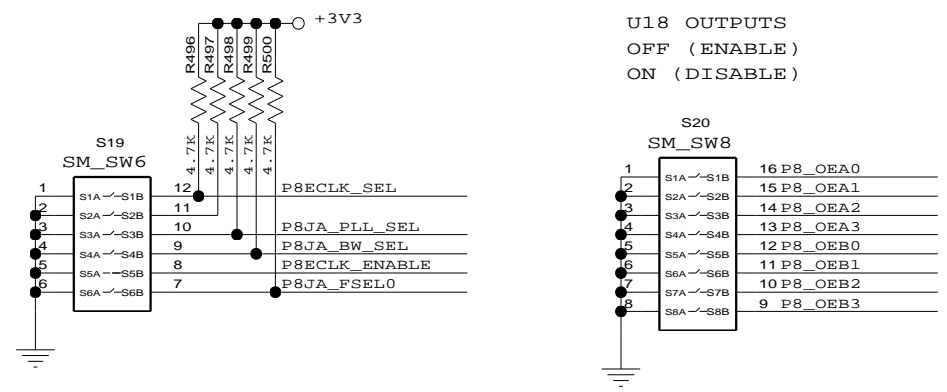 +3V3
U18 OUTPUTS
OFF (ENABLE)
ON (DISABLE)
R496
R497
R498
R499
R500
4.7K
4.7K
4.7K
4.7K
4.7K
S19
SM_SW6
1 S1A S1B 12 P8ECLK_SEL
2 S2A S2B 11
3 S3A S3B 10 P8JA_PLL_SEL
4 S4A S4B 9 P8JA_BW_SEL
5 S5A S5B 8 P8ECLK_ENABLE
6 S6A S6B 7 P8JA_FSEL0
S20
SM_SW8
1 S1A S1B 16 P8_OEA0
2 S2A S2B 15 P8_OEA1
3 S3A S3B 14 P8_OEA2
4 S4A S4B 13 P8_OEA3
5 S5A S5B 12 P8_OEB0
6 S6A S6B 11 P8_OEB1
7 S7A S7B 10 P8_OEB2
8 S8A S8B 9 P8_OEB3